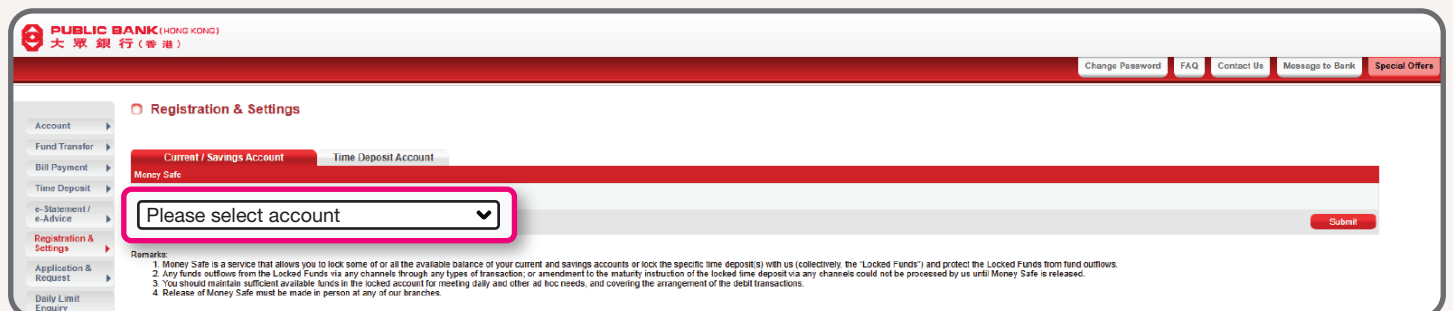 PUBLIC BANK (HONG KONG)
大眾銀行(香港)
Change Password
FAQ
Contact Us
Message to Bank
Special Offers
Registration & Settings
Account
Fund Transfer
Bill Payment
Time Deposit
e-Statement /
e-Advice
Registration &
Settings
Application &
Request
Daily Limit
Enquiry
Current / Savings Account
Time Deposit Account
Money Safe
Please select account
Submit
Remarks:
1. Money Safe is a service that allows you to lock some of or all the available balance of your current and savings accounts or lock the specific time deposit(s) with us (collectively, the "Locked Funds") and protect the Locked Funds from fund outflows.
2. Any funds outflows from the Locked Funds via any channels through any types of transaction; or amendment to the maturity instruction of the locked time deposit via any channels could not be processed by us until Money Safe is released.
3. You should maintain sufficient available funds in the locked account for meeting daily and other ad hoc needs, and covering the arrangement of the debit transactions.
4. Release of Money Safe must be made in person at any of our branches.